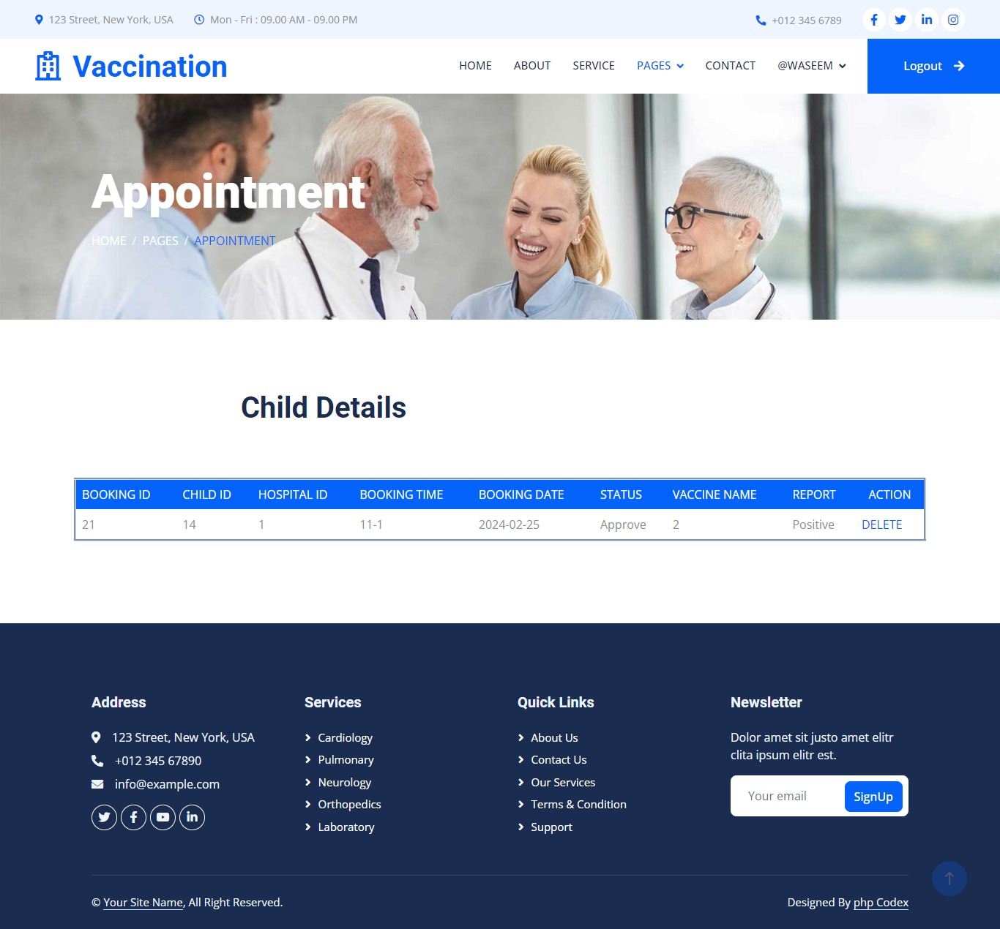 123 Street, New York, USA
Mon - Fri : 09.00 AM - 09.00 PM
+012 345 6789
Vaccination
HOME ABOUT SERVICE PAGES CONTACT @WASEEM
Logout
Appointment
HOME / PAGES / APPOINTMENT
Child Details
BOOKING ID CHILD ID HOSPITAL ID BOOKING TIME BOOKING DATE STATUS VACCINE NAME REPORT ACTION
21 14 1 11-1 2024-02-25 Approve 2 Positive DELETE
Address
123 Street, New York, USA
+012 345 67890
info@example.com
Services
Cardiology
Pulmonary
Neurology
Orthopedics
Laboratory
Quick Links
About Us
Contact Us
Our Services
Terms & Condition
Support
Newsletter
Dolor amet sit justo amet elitr
clita ipsum elitr est.
Your email
SignUp
© Your Site Name, All Right Reserved.
Designed By php Codex